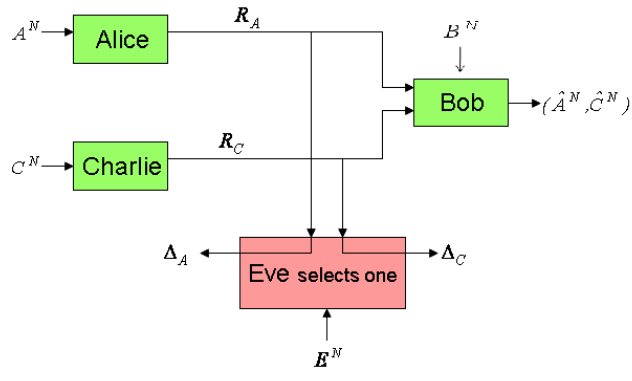 A^N Alice R_A B^N
Bob (Â^N, Ĉ^N)
C^N Charlie R_C
Δ_A Eve selects one Δ_C
E^N